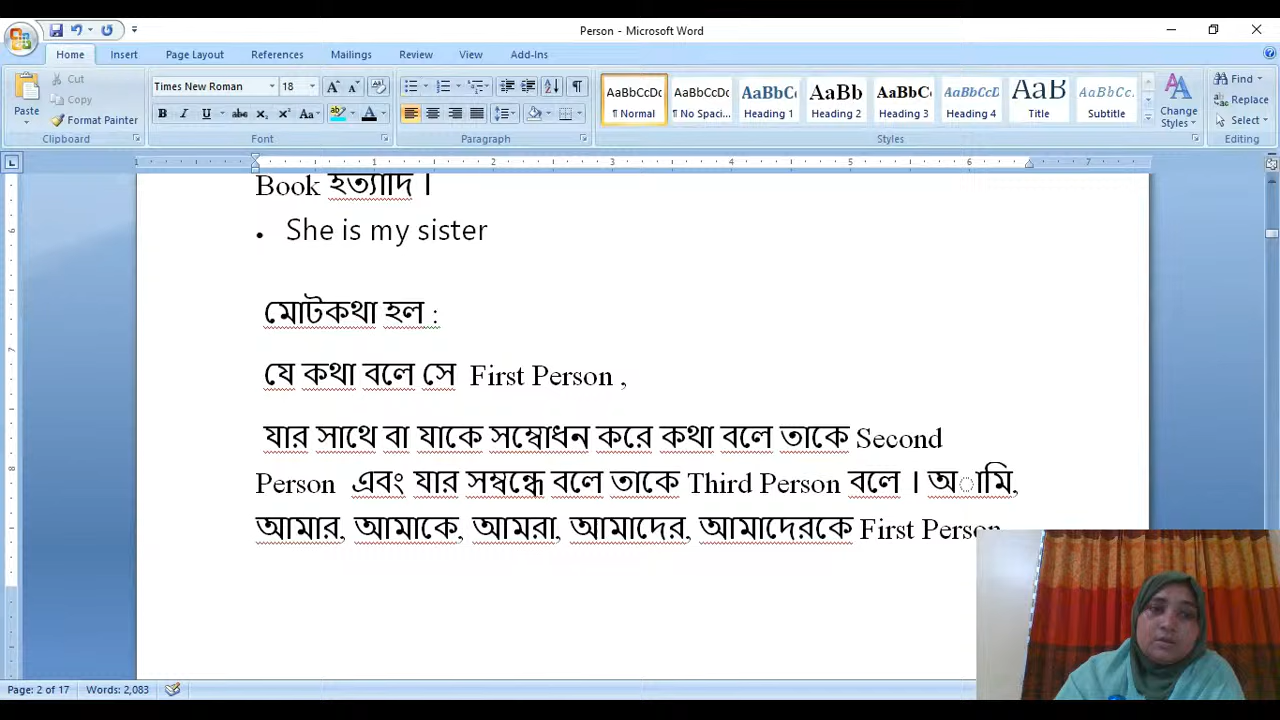 Person - Microsoft Word
Home Insert Page Layout References Mailings Review View Add-Ins
Paste Cut Copy Format Painter Clipboard
Times New Roman 18 Font
Paragraph
AaBbCcDc ¶ Normal AaBbCcDc ¶ No Spaci... AaBbC Heading 1 AaBb Heading 2 AaBbC Heading 3 AaBbCcD Heading 4 AaB Title AaBbCc. Subtitle Change Styles Styles
Find Replace Select Editing
Book ইত্যাদি ।
• She is my sister
মোটকথা হল :
যে কথা বলে সে First Person ,
যার সাথে বা যাকে সম্বোধন করে কথা বলে তাকে Second
Person এবং যার সম্বন্ধে বলে তাকে Third Person বলে । অামি,
আমার, আমাকে, আমরা, আমাদের, আমাদেরকে First Person
Page: 2 of 17 Words: 2,083